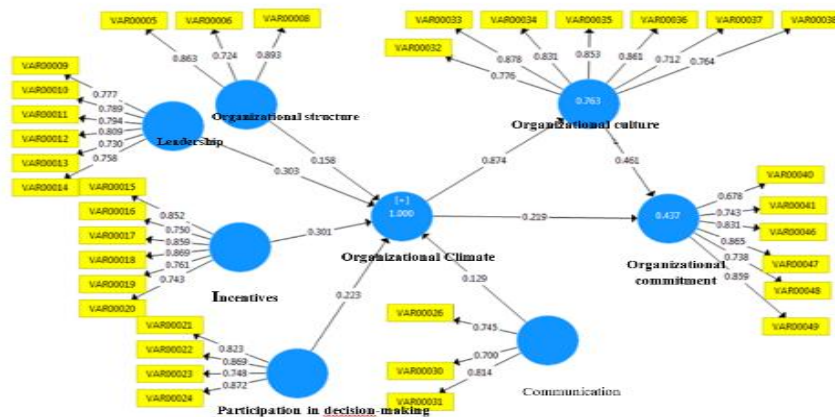 VAR00005
VAR00006
VAR00008
0.863
0.724
0.893
Organizational structure
VAR00009
VAR00010
VAR00011
VAR00012
VAR00013
VAR00014
0.777
0.789
0.794
0.809
0.730
0.758
Leadership
0.158
0.303
VAR00015
VAR00016
VAR00017
VAR00018
VAR00019
VAR00020
0.852
0.750
0.859
0.869
0.761
0.743
Incentives
0.301
VAR00021
VAR00022
VAR00023
VAR00024
0.823
0.869
0.748
0.872
Participation in decision-making
0.223
[+]
1.000
Organizational Climate
VAR00026
VAR00030
VAR00031
0.745
0.700
0.814
Communication
0.129
VAR00032
VAR00033
VAR00034
VAR00035
VAR00036
VAR00037
VAR00038
0.776
0.878
0.831
0.853
0.861
0.712
0.764
0.763
Organizational culture
0.874
0.461
0.219
0.437
Organizational
commitment
VAR00040
VAR00041
VAR00046
VAR00047
VAR00048
VAR00049
0.678
0.743
0.831
0.865
0.738
0.859